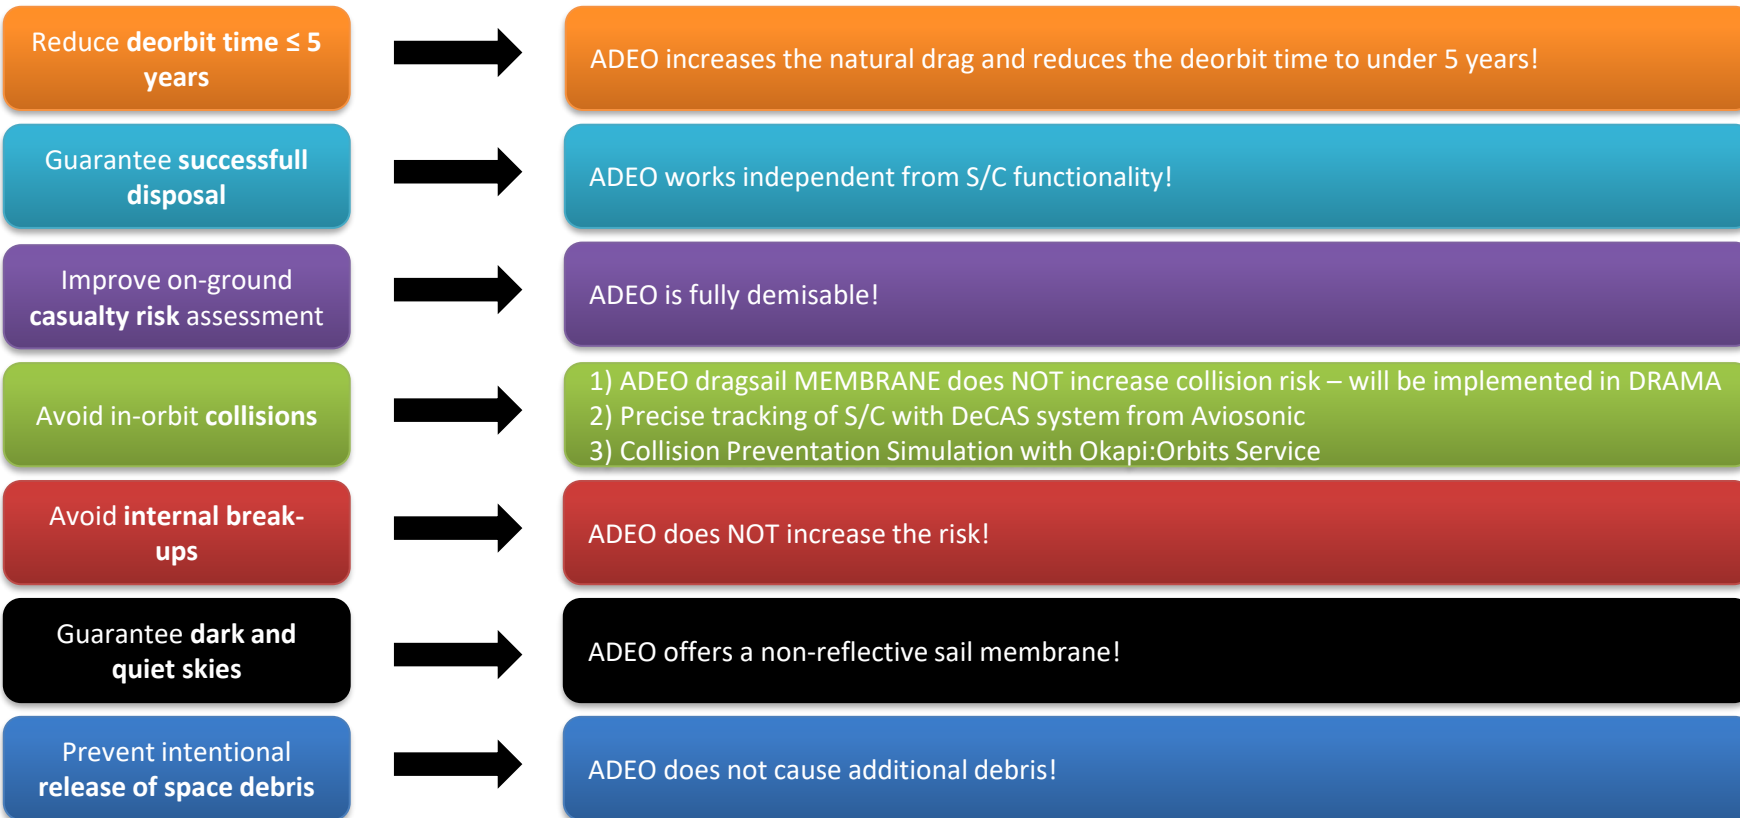 Reduce deorbit time ≤ 5
years
ADEO increases the natural drag and reduces the deorbit time to under 5 years!
Guarantee successfull
disposal
ADEO works independent from S/C functionality!
Improve on-ground
casualty risk assessment
ADEO is fully demisable!
Avoid in-orbit collisions
1) ADEO dragsail MEMBRANE does NOT increase collision risk – will be implemented in DRAMA
2) Precise tracking of S/C with DeCAS system from Aviosonic
3) Collision Preventation Simulation with Okapi:Orbits Service
Avoid internal break-
ups
ADEO does NOT increase the risk!
Guarantee dark and
quiet skies
ADEO offers a non-reflective sail membrane!
Prevent intentional
release of space debris
ADEO does not cause additional debris!